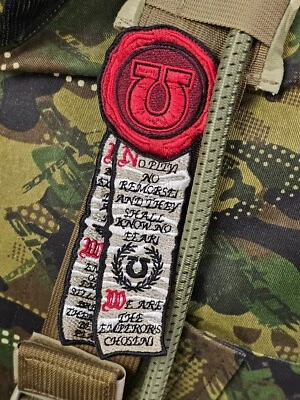 No pity!
No
remorse!
And they
shall
know no
fear!
We are
the
Emperor's
chosen!